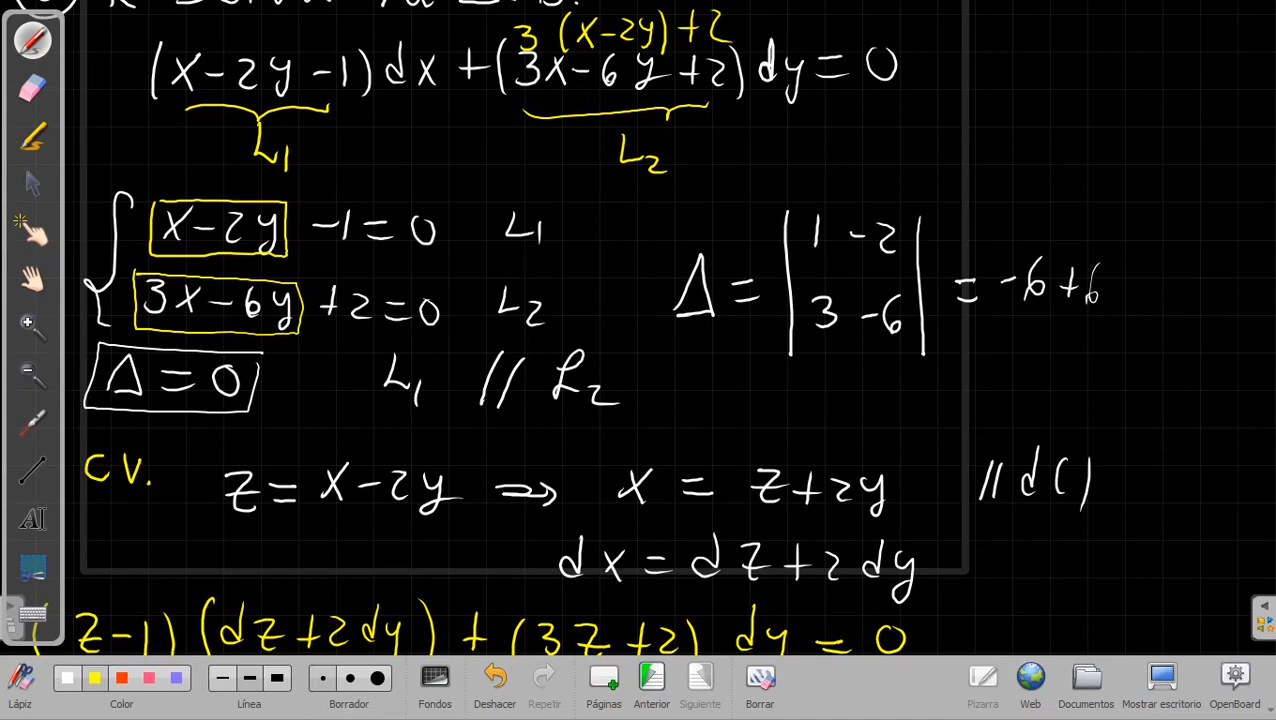 3 (x-2y)+2
(x-2y-1)dx+(3x-6y+2)dy=0
L1 L2
x-2y -1=0 L1
3x-6y +2=0 L2
Δ = | 1 -2 | = -6+6
3 -6
Δ=0 L1 // L2
C.V. z=x-2y ⇒ x = z+2y // d( )
dx=dz+2dy
(z-1)(dz+2dy)+(3z+2)dy=0
Lápiz Color Línea Borrador Fondos Deshacer Repetir Páginas Anterior Siguiente Borrar Pizarra Web Documentos Mostrar escritorio OpenBoard